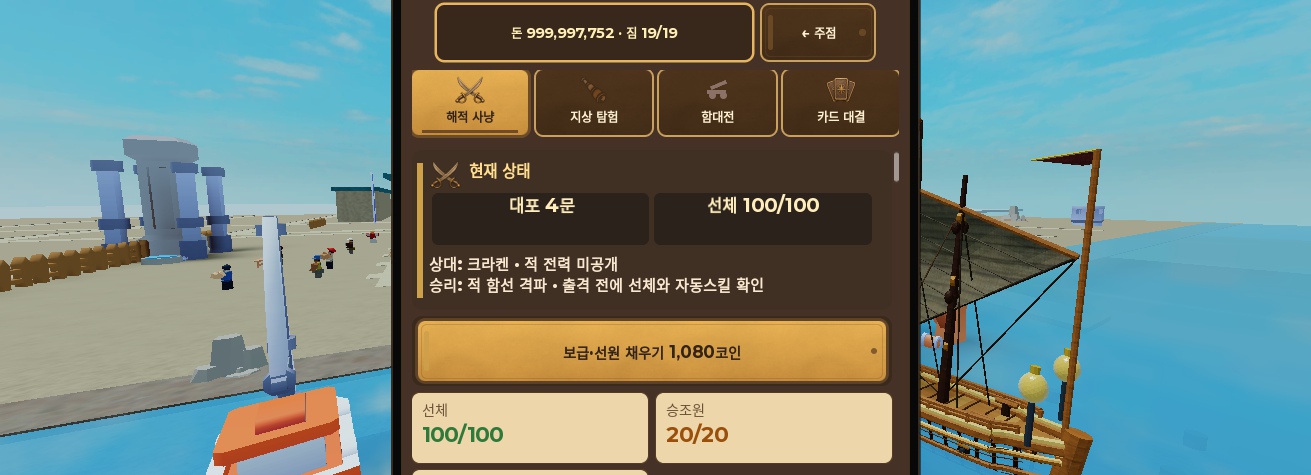 돈 999,997,752 · 짐 19/19
← 주점
해적 사냥
지상 탐험
함대전
카드 대결
현재 상태
대포 4문
선체 100/100
상대: 크라켄 • 적 전력 미공개
승리: 적 함선 격파 • 출격 전에 선체와 자동스킬 확인
보급·선원 채우기 1,080코인
선체
승조원
100/100
20/20